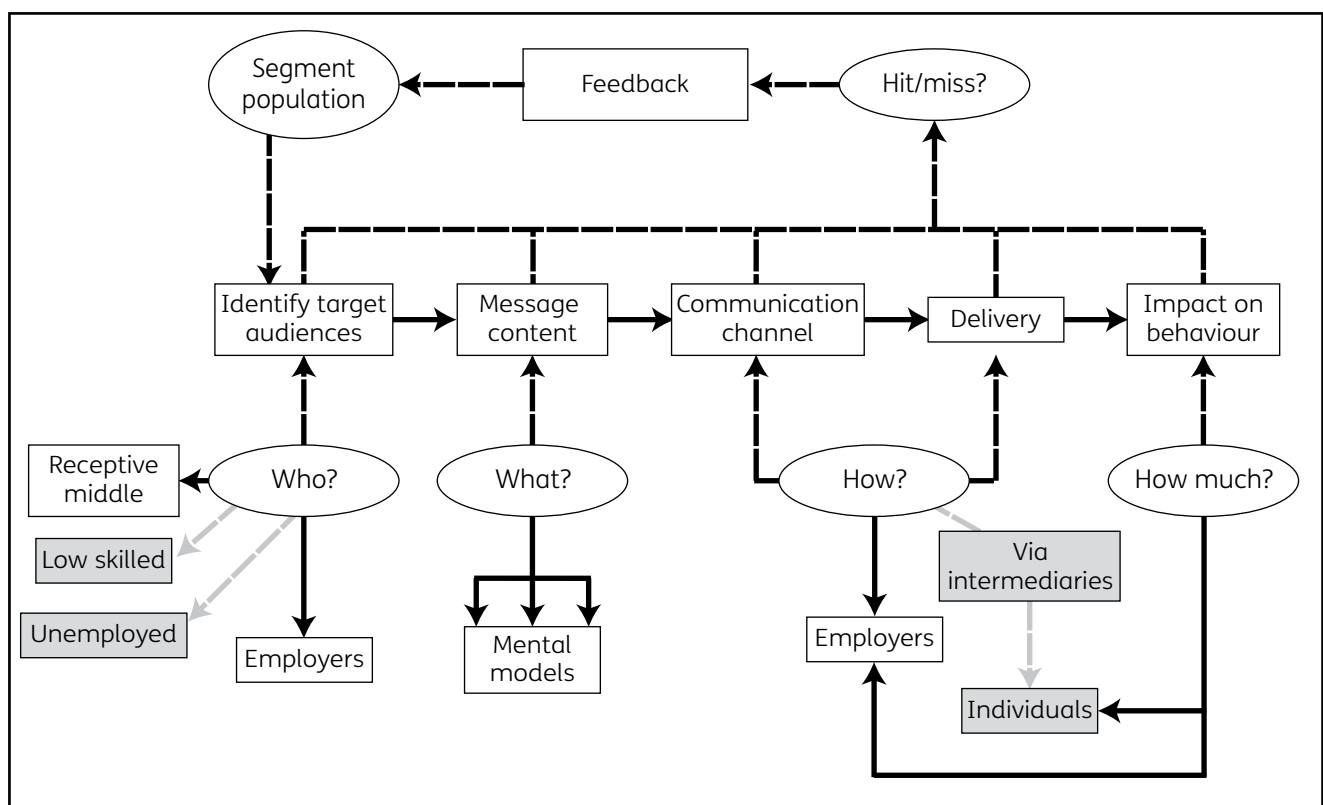 Segment
population
Feedback
Hit/miss?
Identify target
audiences
Message
content
Communication
channel
Delivery
Impact on
behaviour
Receptive
middle
Who?
What?
How?
How much?
Low skilled
Via
intermediaries
Unemployed
Employers
Mental
models
Employers
Individuals